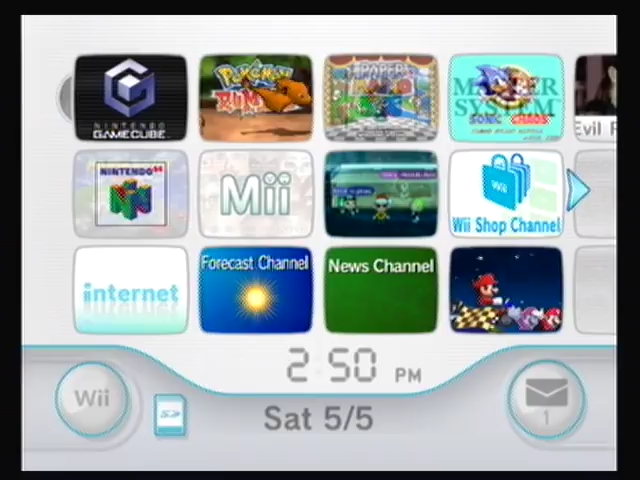 NINTENDO
GAMECUBE
POKéMON
RUMBLE
PAPER
MASTER
SYSTEM
SONIC CHAOS
Evil
NINTENDO 64
Mii
Wii
Wii Shop Channel
internet
Forecast Channel
News Channel
2:50 PM
Wii
SD
Sat 5/5
1